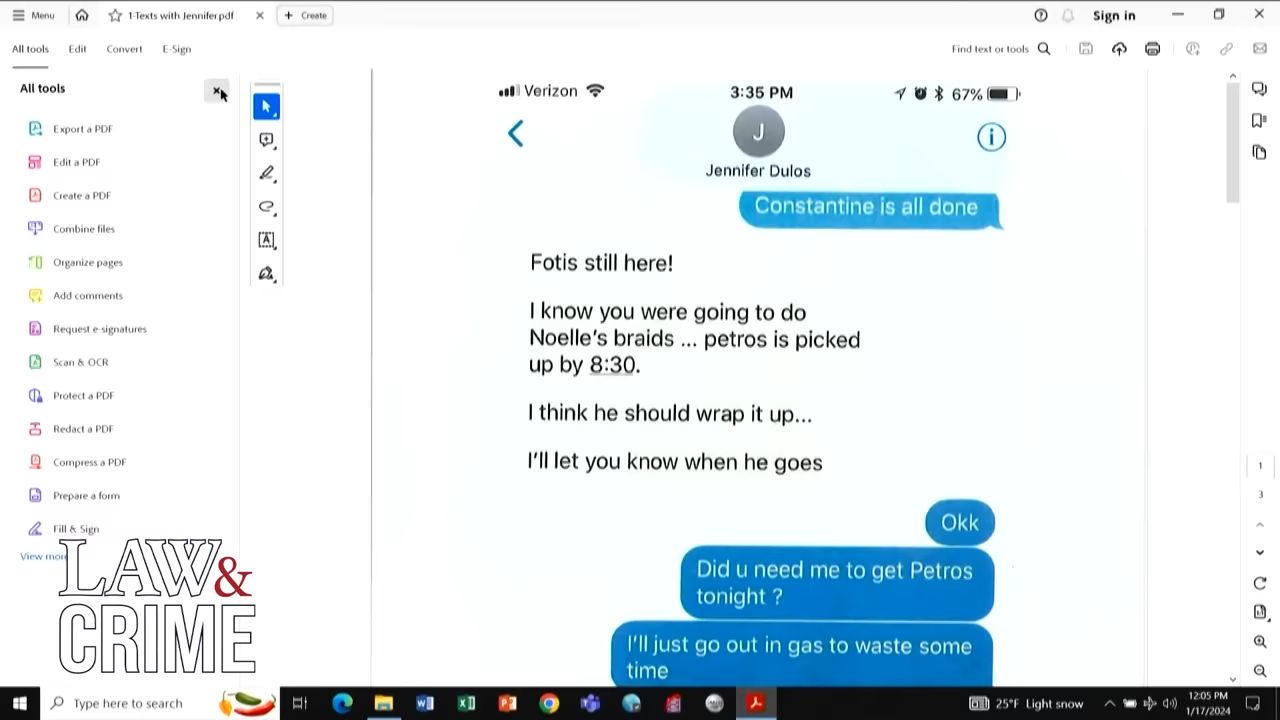 Menu
1-Texts with Jennifer.pdf
Create
Sign in
All tools
Edit
Convert
E-Sign
Find text or tools
All tools
Export a PDF
Edit a PDF
Create a PDF
Combine files
Organize pages
Add comments
Request e-signatures
Scan & OCR
Protect a PDF
Redact a PDF
Compress a PDF
Prepare a form
Fill & Sign
View more
Verizon
3:35 PM
67%
J
Jennifer Dulos
Constantine is all done
Fotis still here!
I know you were going to do
Noelle's braids ... petros is picked
up by 8:30.
I think he should wrap it up...
I'll let you know when he goes
Okk
Did u need me to get Petros
tonight ?
I'll just go out in gas to waste some
time
1
3
LAW&
CRIME
Type here to search
25°F Light snow
12:05 PM
1/17/2024